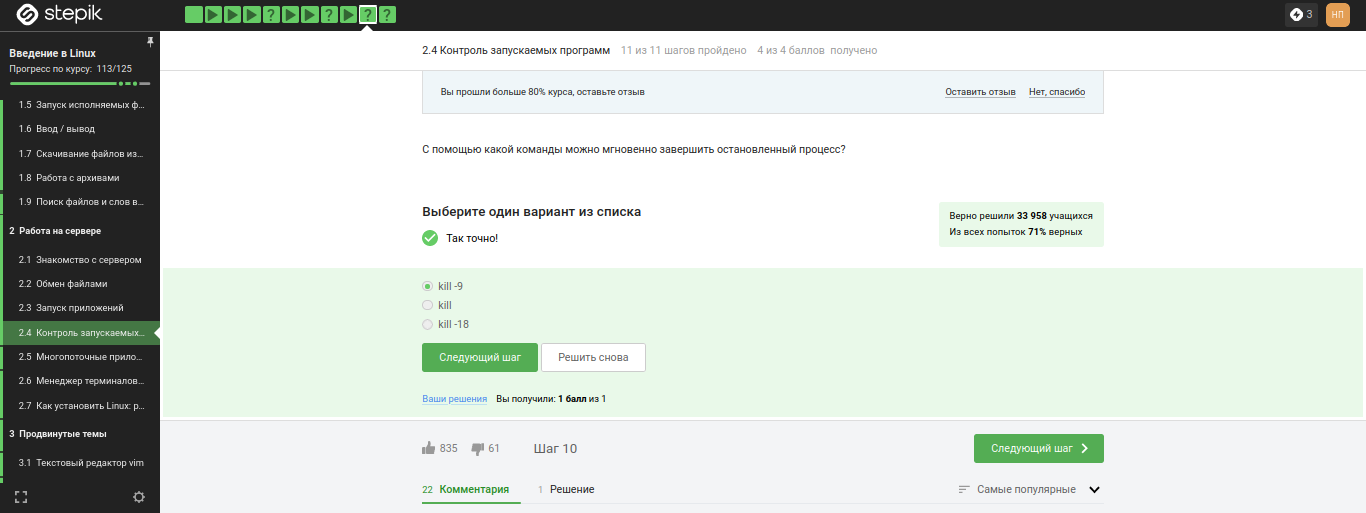 stepik
? ? ? ?
3
НП
Введение в Linux
Прогресс по курсу: 113/125
1.5 Запуск исполняемых ф…
1.6 Ввод / вывод
1.7 Скачивание файлов из…
1.8 Работа с архивами
1.9 Поиск файлов и слов в…
2 Работа на сервере
2.1 Знакомство с сервером
2.2 Обмен файлами
2.3 Запуск приложений
2.4 Контроль запускаемых…
2.5 Многопоточные прило…
2.6 Менеджер терминалов…
2.7 Как установить Linux: р…
3 Продвинутые темы
3.1 Текстовый редактор vim
2.4 Контроль запускаемых программ 11 из 11 шагов пройдено 4 из 4 баллов получено
Вы прошли больше 80% курса, оставьте отзыв Оставить отзыв Нет, спасибо
С помощью какой команды можно мгновенно завершить остановленный процесс?
Выберите один вариант из списка
Так точно!
Верно решили 33 958 учащихся
Из всех попыток 71% верных
kill -9
kill
kill -18
Следующий шаг Решить снова
Ваши решения Вы получили: 1 балл из 1
835 61 Шаг 10 Следующий шаг
22 Комментария 1 Решение Самые популярные